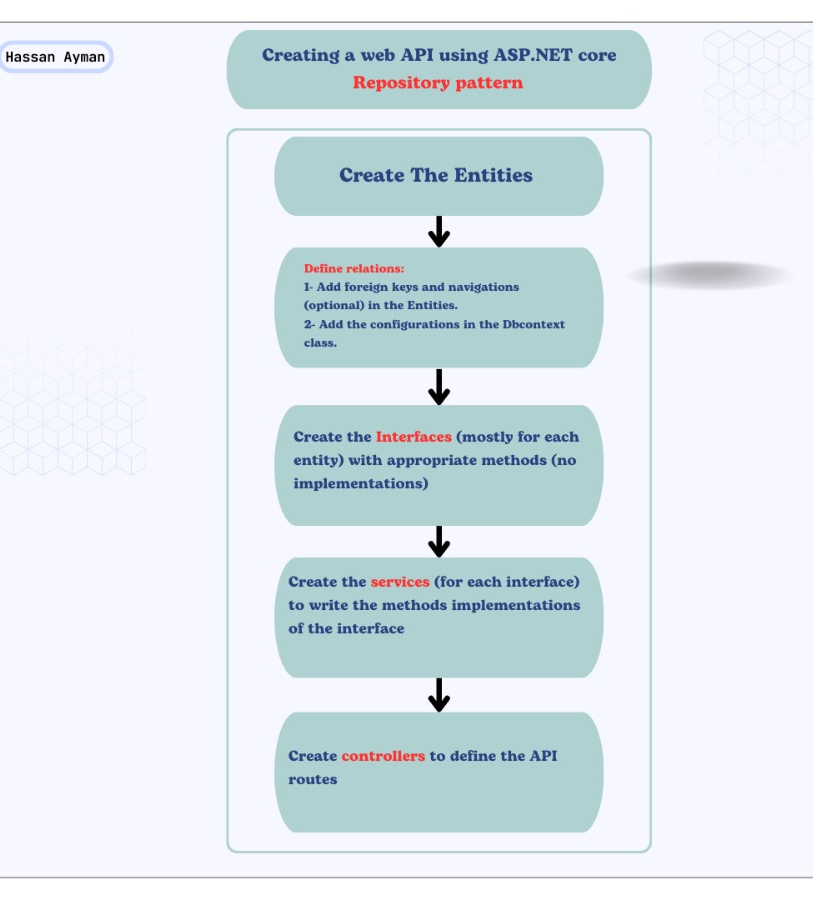 Hassan Ayman
Creating a web API using ASP.NET core
Repository pattern
Create The Entities
Define relations:
1- Add foreign keys and navigations
(optional) in the Entities.
2- Add the configurations in the Dbcontext
class.
Create the Interfaces (mostly for each
entity) with appropriate methods (no
implementations)
Create the services (for each interface)
to write the methods implementations
of the interface
Create controllers to define the API
routes